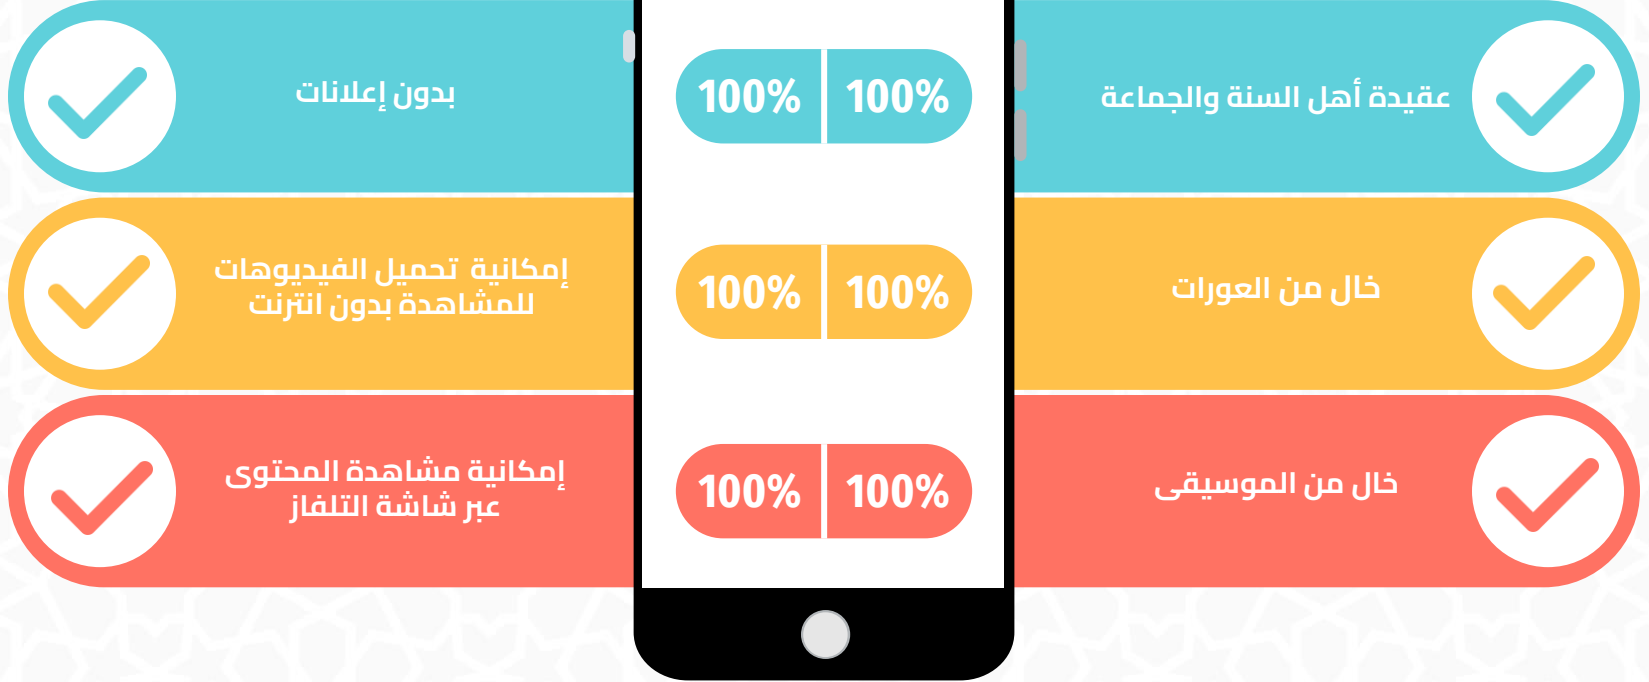 عقيدة أهل السنة والجماعة
100%
100%
بدون إعلانات
خال من العورات
100%
100%
إمكانية تحميل الفيديوهات
للمشاهدة بدون انترنت
خال من الموسيقى
100%
100%
إمكانية مشاهدة المحتوى
عبر شاشة التلفاز